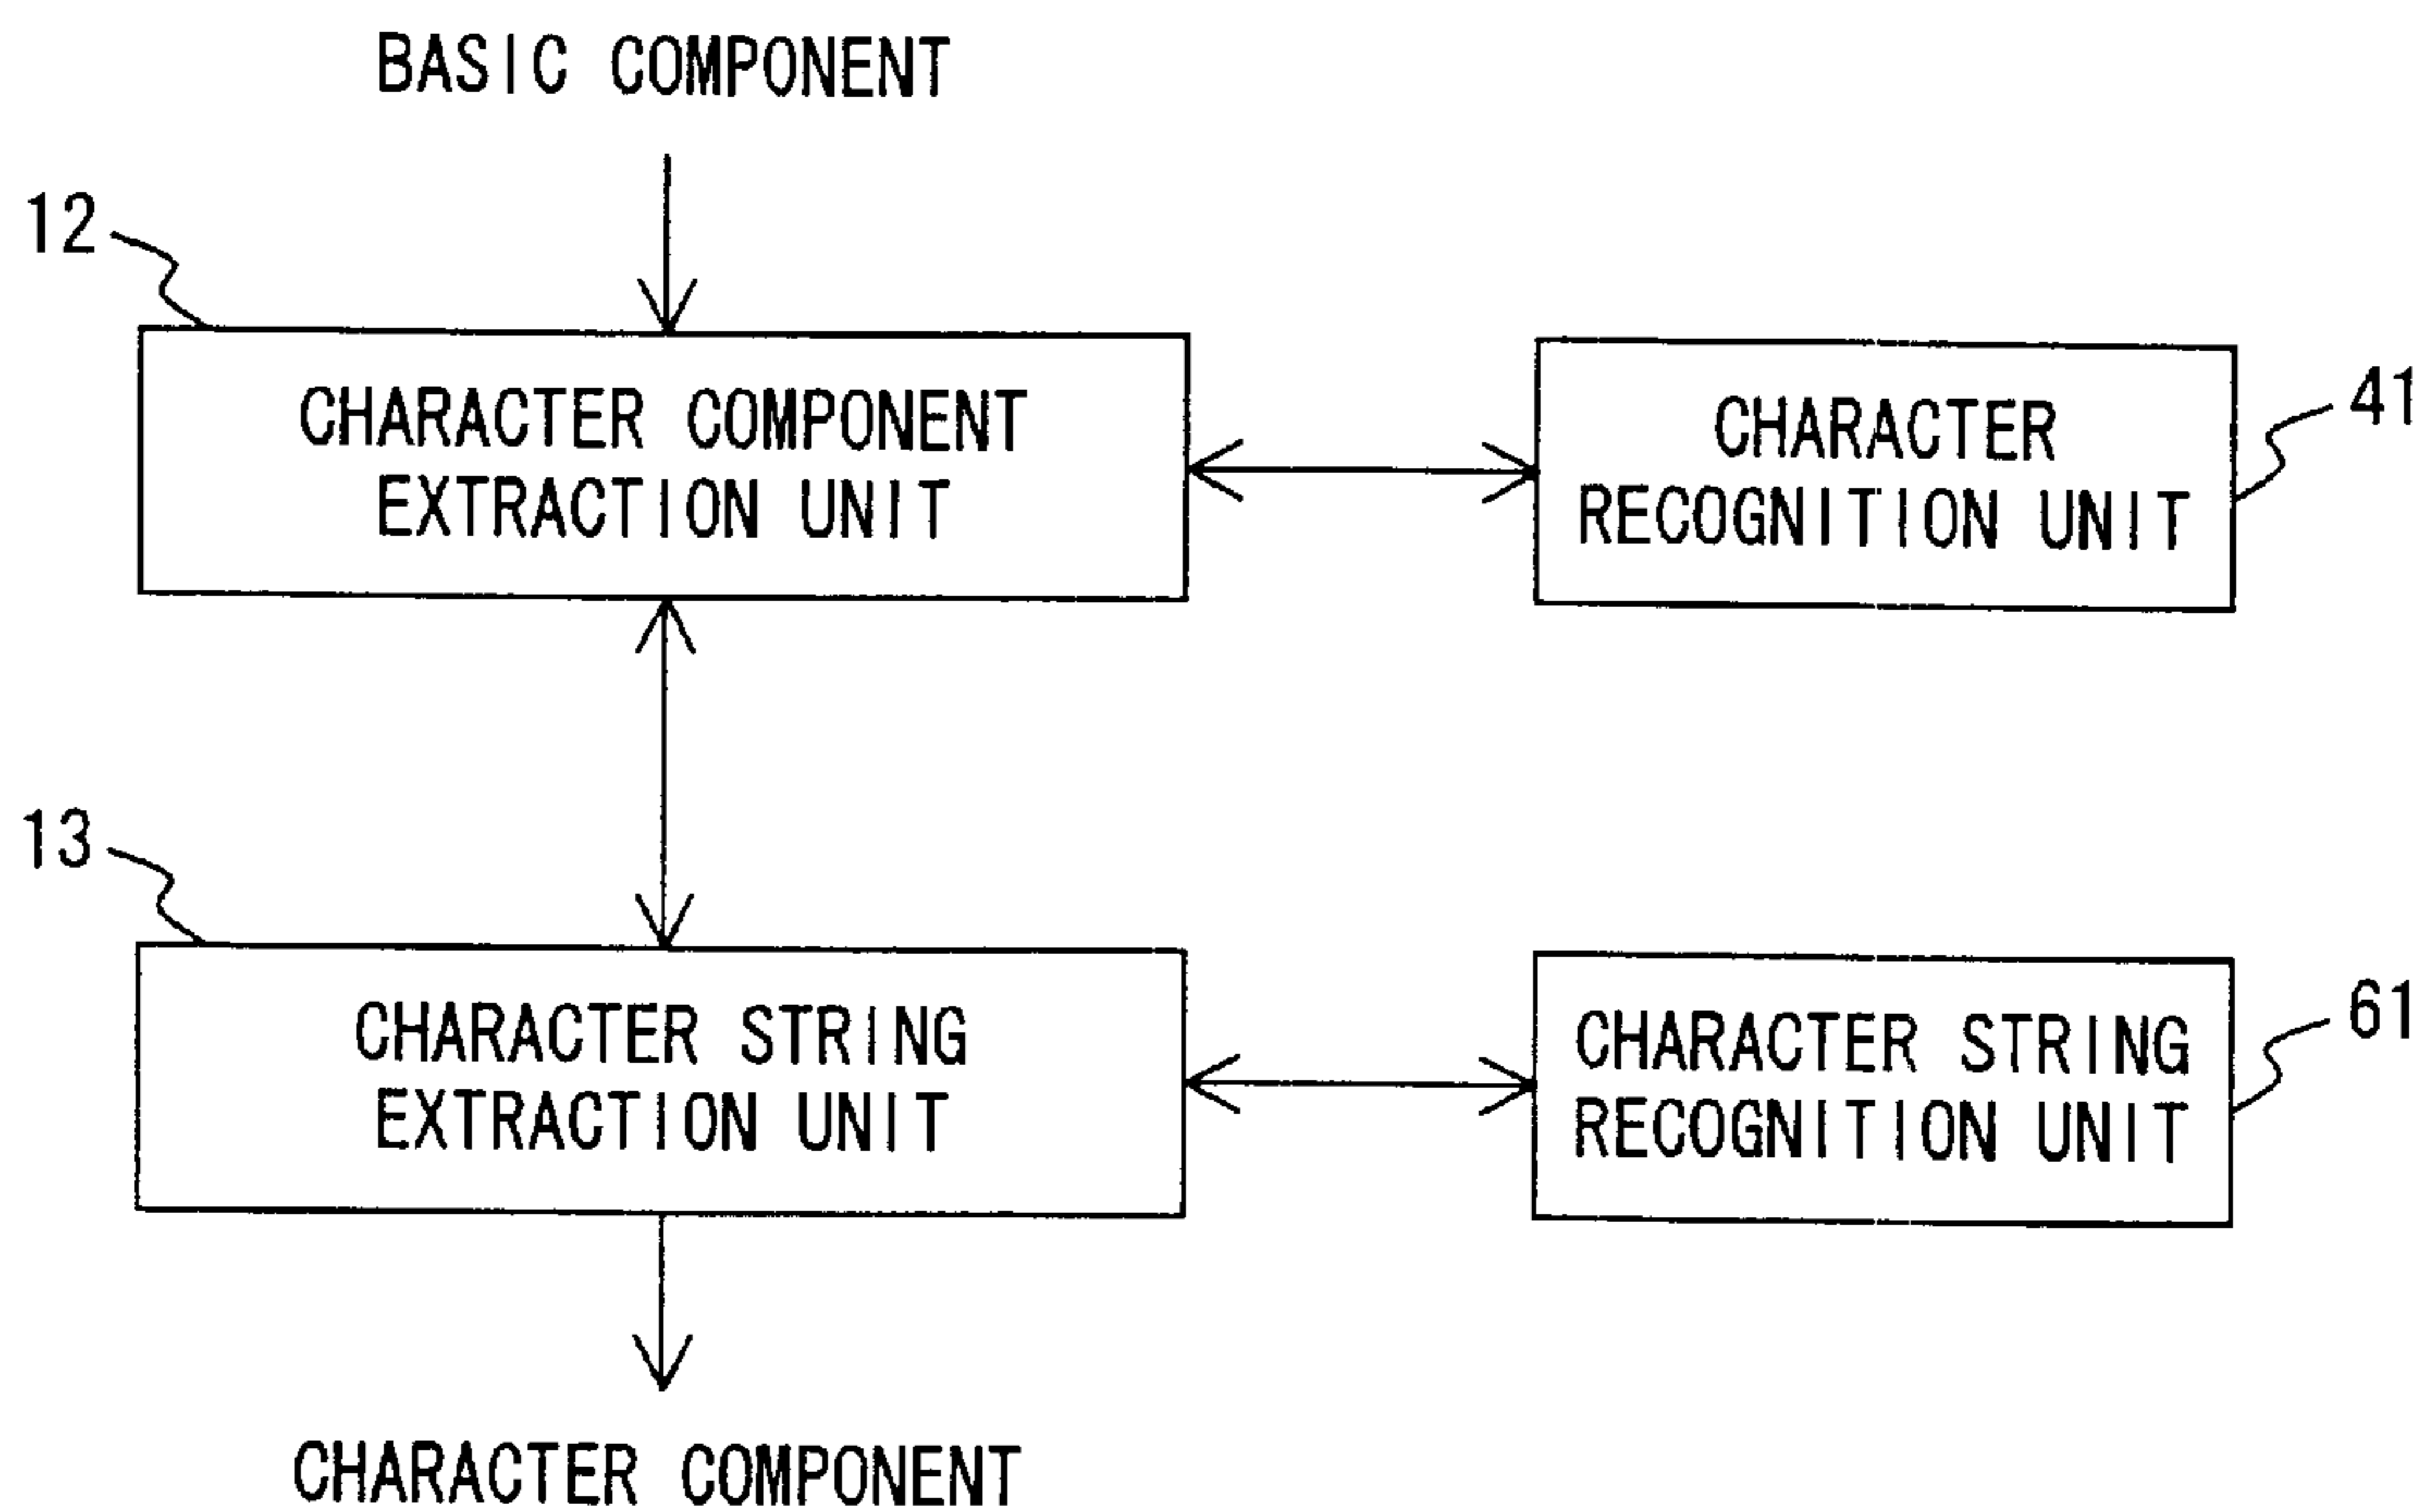 BASIC COMPONENT
12
CHARACTER COMPONENT
EXTRACTION UNIT
CHARACTER
RECOGNITION UNIT
41
13
CHARACTER STRING
EXTRACTION UNIT
CHARACTER STRING
RECOGNITION UNIT
61
CHARACTER COMPONENT